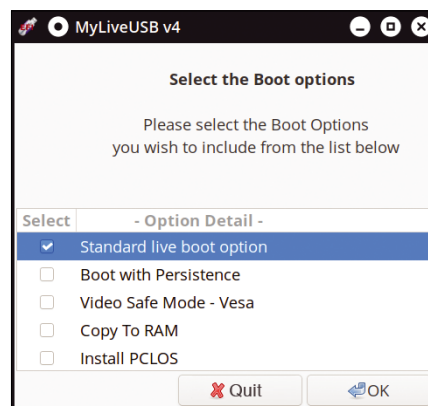 MyLiveUSB v4
Select the Boot options
Please select the Boot Options
you wish to include from the list below
Select - Option Detail -
Standard live boot option
Boot with Persistence
Video Safe Mode - Vesa
Copy To RAM
Install PCLOS
Quit OK